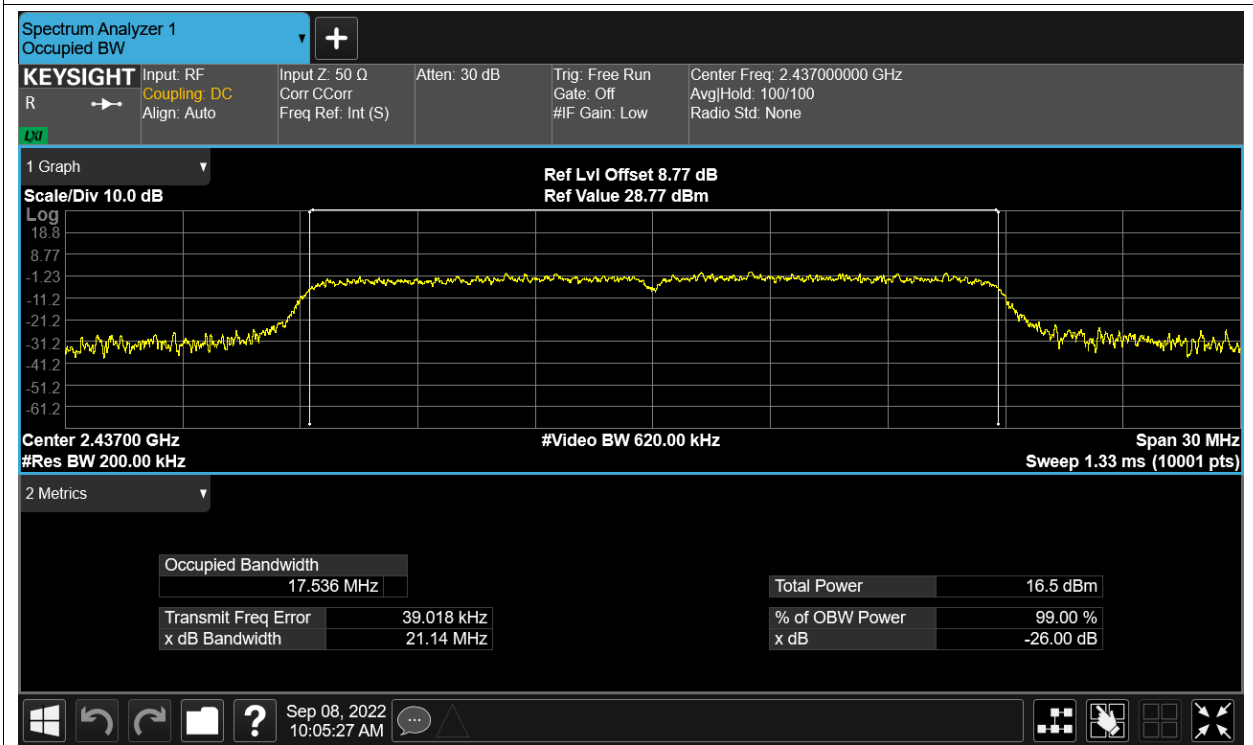 Spectrum Analyzer 1
Occupied BW
KEYSIGHT
R
LXI
Input: RF
Coupling: DC
Align: Auto
Input Z: 50 Ω
Corr CCorr
Freq Ref: Int (S)
Atten: 30 dB
Trig: Free Run
Gate: Off
#IF Gain: Low
Center Freq: 2.437000000 GHz
Avg|Hold: 100/100
Radio Std: None
1 Graph
Scale/Div 10.0 dB
Ref Lvl Offset 8.77 dB
Ref Value 28.77 dBm
Log
18.8
8.77
-1.23
-11.2
-21.2
-31.2
-41.2
-51.2
-61.2
Center 2.43700 GHz
#Video BW 620.00 kHz
Span 30 MHz
#Res BW 200.00 kHz
Sweep 1.33 ms (10001 pts)
2 Metrics
Occupied Bandwidth
17.536 MHz
Total Power 16.5 dBm
Transmit Freq Error 39.018 kHz
% of OBW Power 99.00 %
x dB Bandwidth 21.14 MHz
x dB -26.00 dB
?
Sep 08, 2022
10:05:27 AM